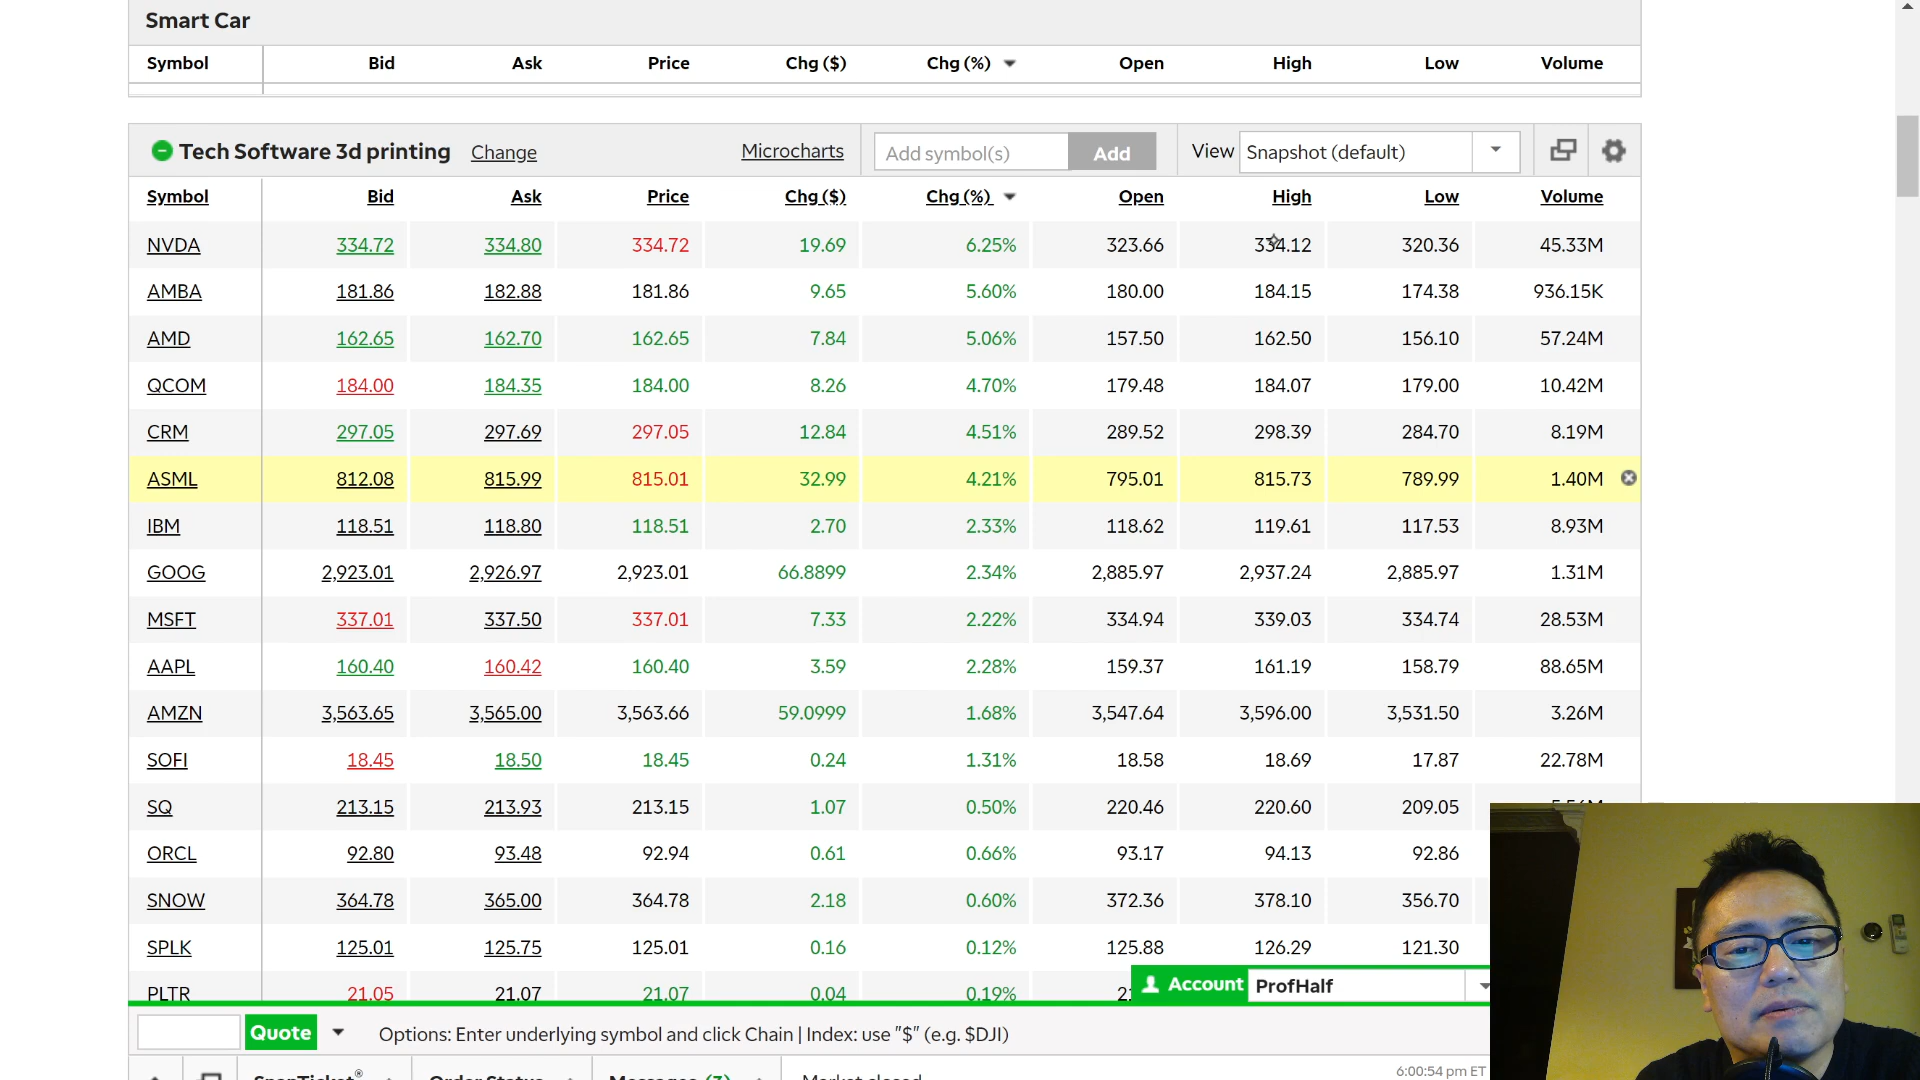 Smart Car
Symbol Bid Ask Price Chg ($) Chg (%) Open High Low Volume
Tech Software 3d printing Change Microcharts Add symbol(s) Add View Snapshot (default)
Symbol Bid Ask Price Chg ($) Chg (%) Open High Low Volume
NVDA 334.72 334.80 334.72 19.69 6.25% 323.66 334.12 320.36 45.33M
AMBA 181.86 182.88 181.86 9.65 5.60% 180.00 184.15 174.38 936.15K
AMD 162.65 162.70 162.65 7.84 5.06% 157.50 162.50 156.10 57.24M
QCOM 184.00 184.35 184.00 8.26 4.70% 179.48 184.07 179.00 10.42M
CRM 297.05 297.69 297.05 12.84 4.51% 289.52 298.39 284.70 8.19M
ASML 812.08 815.99 815.01 32.99 4.21% 795.01 815.73 789.99 1.40M
IBM 118.51 118.80 118.51 2.70 2.33% 118.62 119.61 117.53 8.93M
GOOG 2,923.01 2,926.97 2,923.01 66.8899 2.34% 2,885.97 2,937.24 2,885.97 1.31M
MSFT 337.01 337.50 337.01 7.33 2.22% 334.94 339.03 334.74 28.53M
AAPL 160.40 160.42 160.40 3.59 2.28% 159.37 161.19 158.79 88.65M
AMZN 3,563.65 3,565.00 3,563.66 59.0999 1.68% 3,547.64 3,596.00 3,531.50 3.26M
SOFI 18.45 18.50 18.45 0.24 1.31% 18.58 18.69 17.87 22.78M
SQ 213.15 213.93 213.15 1.07 0.50% 220.46 220.60 209.05
ORCL 92.80 93.48 92.94 0.61 0.66% 93.17 94.13 92.86
SNOW 364.78 365.00 364.78 2.18 0.60% 372.36 378.10 356.70
SPLK 125.01 125.75 125.01 0.16 0.12% 125.88 126.29 121.30
PLTR 21.05 21.07 21.07 0.04 0.19%
Account ProfHalf
Quote Options: Enter underlying symbol and click Chain | Index: use "$" (e.g. $DJI)
SnapTicket® Order Status Messages (3) Market closed 6:00:54 pm ET